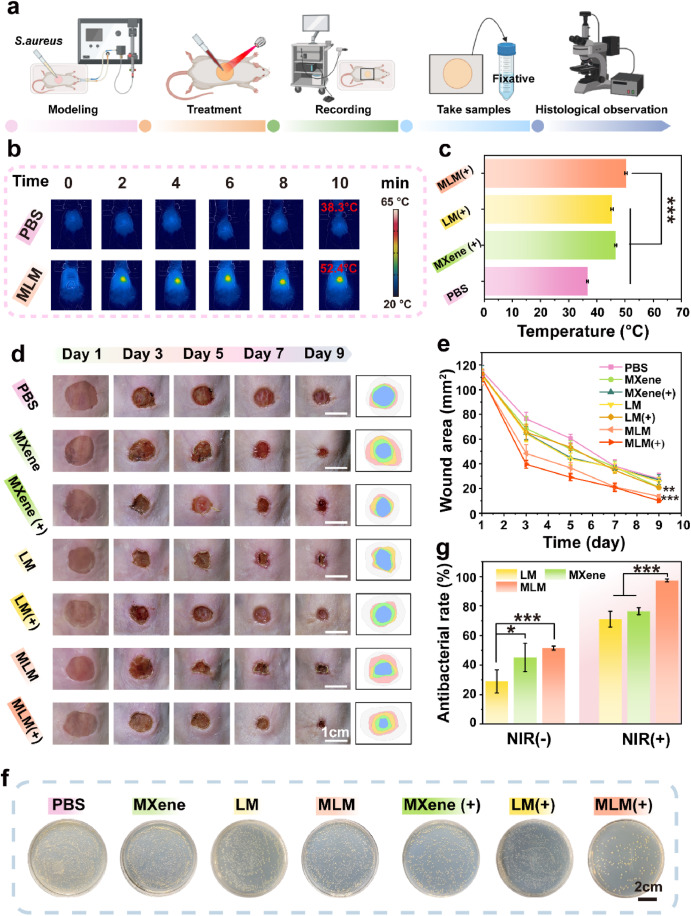 a
S.aureus
Fixative
Modeling
Treatment
Recording
Take samples
Histological observation
b
Time 0 2 4 6 8 10 min
PBS
38.3°C
MLM
52.4°C
65 °C
20 °C
c
MLM(+)
LM(+)
MXene (+)
PBS
***
0 10 20 30 40 50 60 70
Temperature (°C)
d
Day 1 Day 3 Day 5 Day 7 Day 9
PBS
MXene
MXene (+)
LM
LM(+)
MLM
MLM(+)
1cm
e
Wound area (mm²)
120
100
80
60
40
20
0
PBS
MXene
MXene(+)
LM
LM(+)
MLM
MLM(+)
**
***
1 2 3 4 5 6 7 8 9 10
Time (day)
g
Antibacterial rate (%)
100
80
60
40
20
0
LM
MXene
MLM
*
***
***
NIR(-) NIR(+)
f
PBS MXene LM MLM MXene (+) LM(+) MLM(+)
2cm